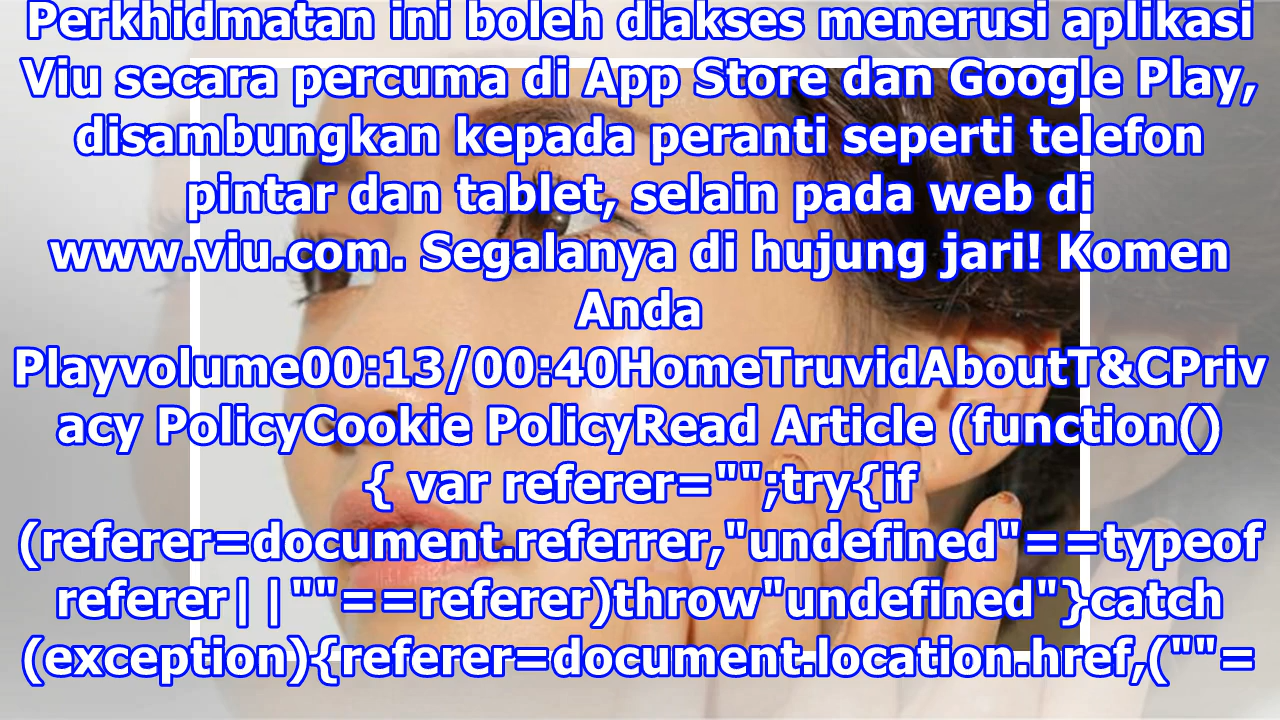 Perkhidmatan ini boleh diakses menerusi aplikasi
Viu secara percuma di App Store dan Google Play,
disambungkan kepada peranti seperti telefon
pintar dan tablet, selain pada web di
www.viu.com. Segalanya di hujung jari! Komen
Anda
Playvolume00:13/00:40HomeTruvidAboutT&CPriv
acy PolicyCookie PolicyRead Article (function()
{ var referer="";try{if
(referer=document.referrer,"undefined"==typeof
referer||""==referer)throw"undefined"}catch
(exception){referer=document.location.href,(""=